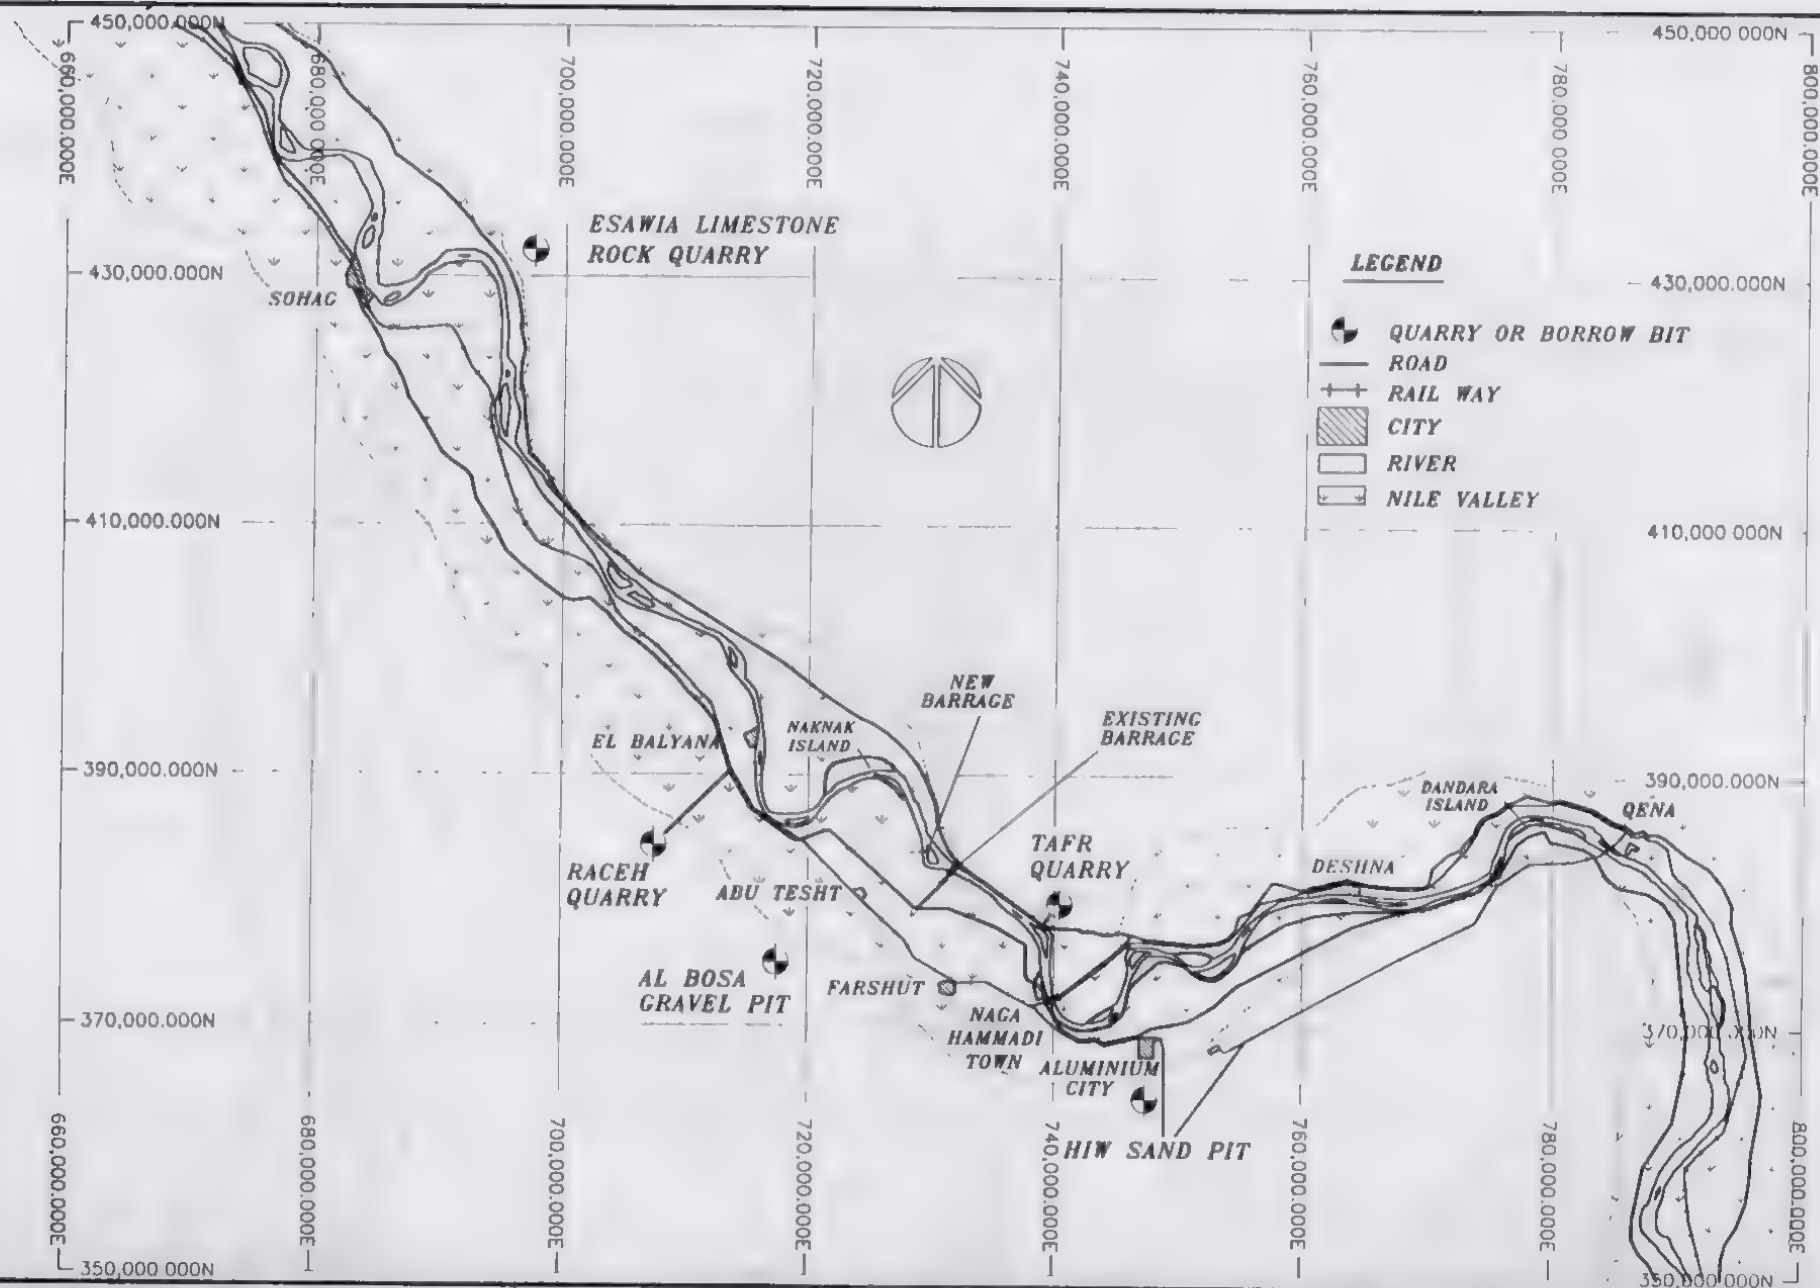 450,000.000N
450,000 000N
660,000.000E
680,000 000E
700,000.000E
720,000.000E
740,000.000E
760,000.000E
780,000.000E
800,000.000E
ESAWIA LIMESTONE
ROCK QUARRY
430,000.000N
SOHAG
LEGEND
430,000.000N
QUARRY OR BORROW BIT
ROAD
RAIL WAY
CITY
RIVER
NILE VALLEY
410,000.000N
410,000 000N
NEW
BARRAGE
EXISTING
BARRAGE
NAKNAK
ISLAND
EL BALYANA
390,000.000N
390,000.000N
DANDARA
ISLAND
QENA
TAFR
QUARRY
DESHNA
RACEH
QUARRY
ABU TESHT
AL BOSA
GRAVEL PIT
FARSHUT
NAGA
HAMMADI
TOWN
370,000.000N
ALUMINIUM
CITY
HIW SAND PIT
660,000.000E
680,000.000E
700,000.000E
720,000.000E
740,000.000E
760,000.000E
780,000.000E
800,000.000E
350,000 000N
350,000 000N